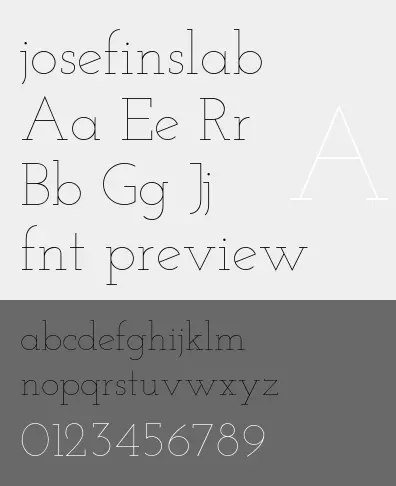 josefinslab
Aa Ee Rr
Bb Gg Jj
A
fnt preview
abcdefghijklm
nopqrstuvwxyz
0123456789